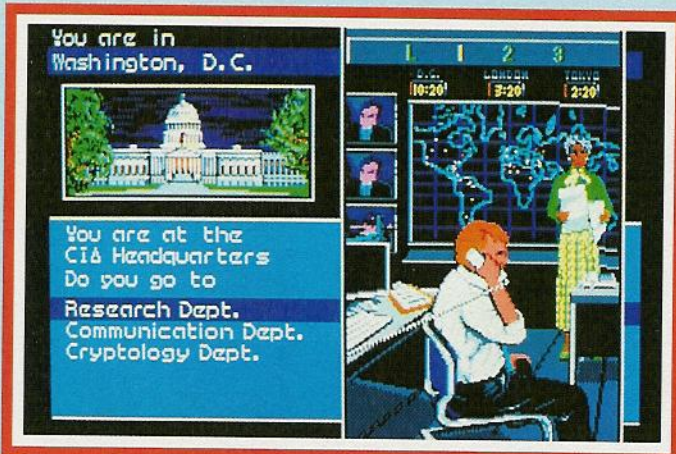 You are in
Washington, D.C.
You are at the
CIA Headquarters
Do you go to
Research Dept.
Communication Dept.
Cryptology Dept.
L 1 2 3
D.C. LONDON TOKYO
10:20 3:20 2:20